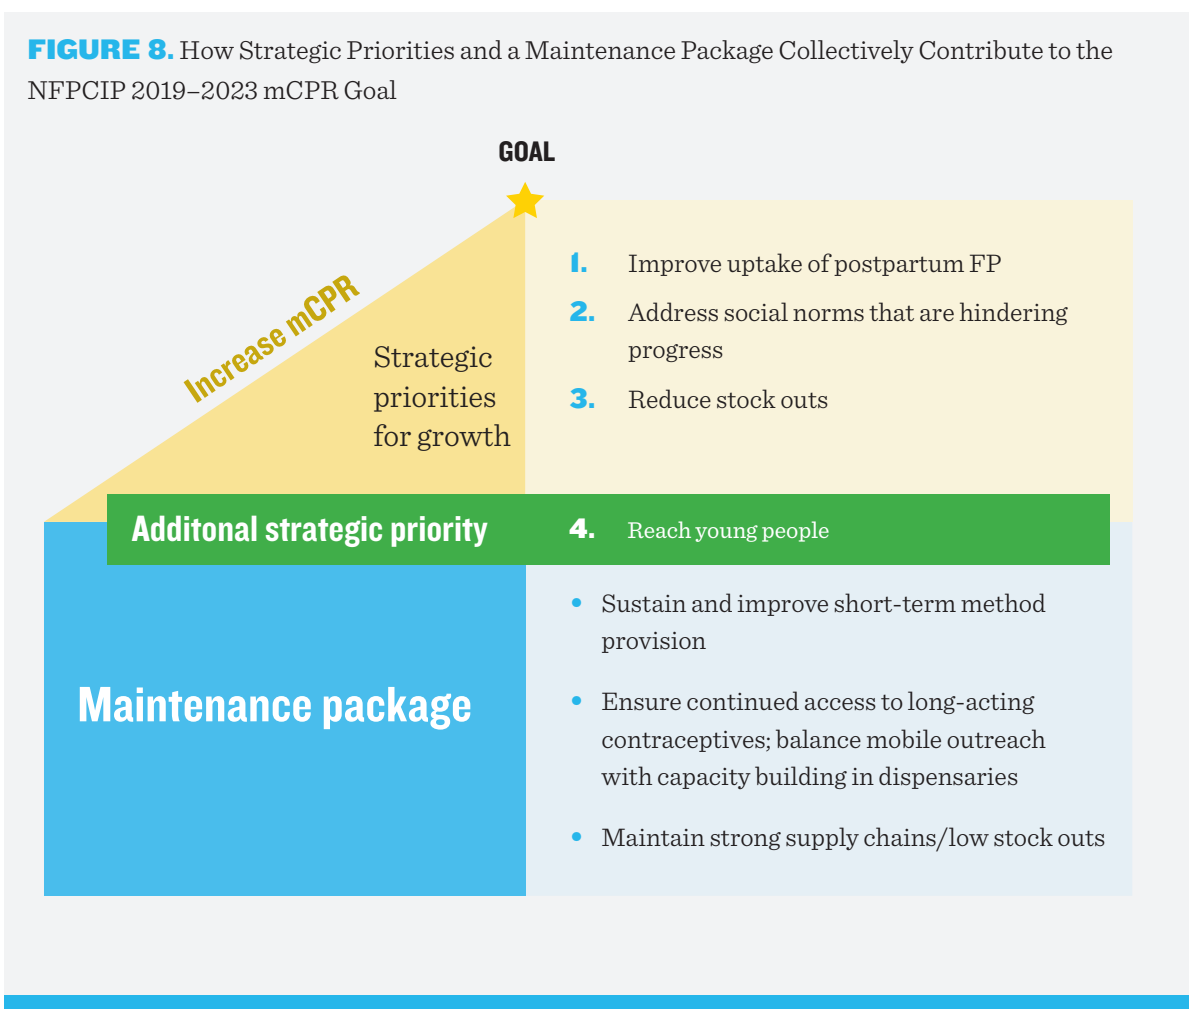 FIGURE 8. How Strategic Priorities and a Maintenance Package Collectively Contribute to the
NFPCIP 2019–2023 mCPR Goal
GOAL
Increase mCPR
Strategic
priorities
for growth
1. Improve uptake of postpartum FP
2. Address social norms that are hindering
progress
3. Reduce stock outs
Additonal strategic priority
4. Reach young people
Maintenance package
• Sustain and improve short-term method
provision
• Ensure continued access to long-acting
contraceptives; balance mobile outreach
with capacity building in dispensaries
• Maintain strong supply chains/low stock outs